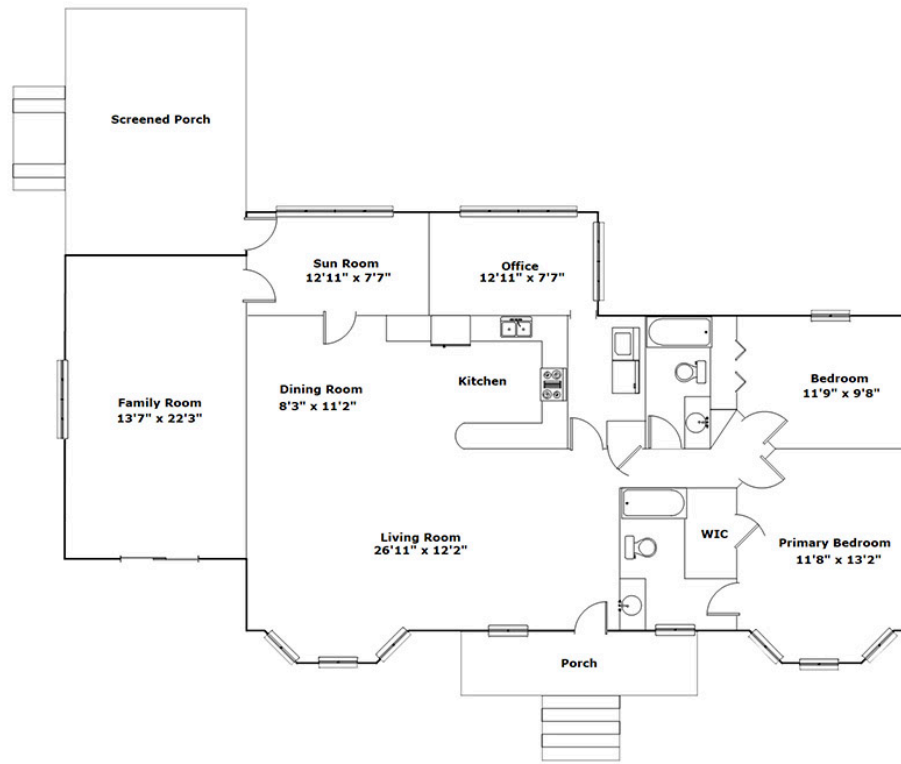 Screened Porch
Sun Room
12'11" x 7'7"
Office
12'11" x 7'7"
Family Room
13'7" x 22'3"
Dining Room
8'3" x 11'2"
Kitchen
Bedroom
11'9" x 9'8"
Living Room
26'11" x 12'2"
WIC
Primary Bedroom
11'8" x 13'2"
Porch